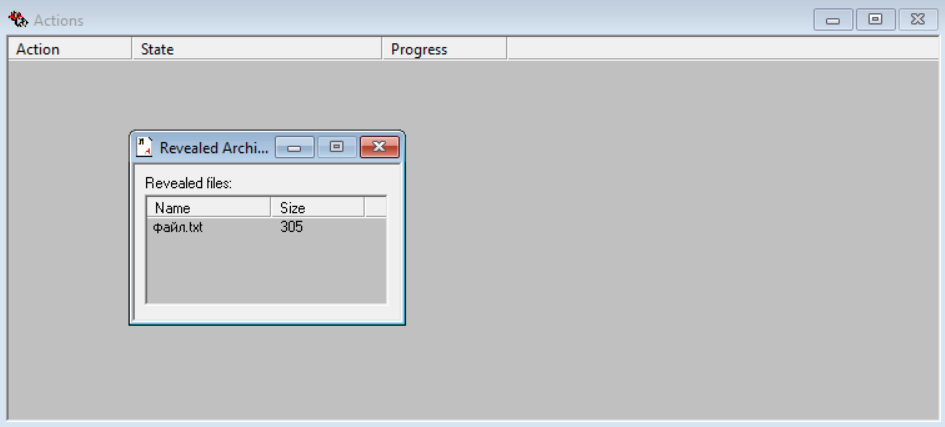 Actions
Action State Progress
Revealed Archi...
Revealed files:
Name Size
файл.txt 305